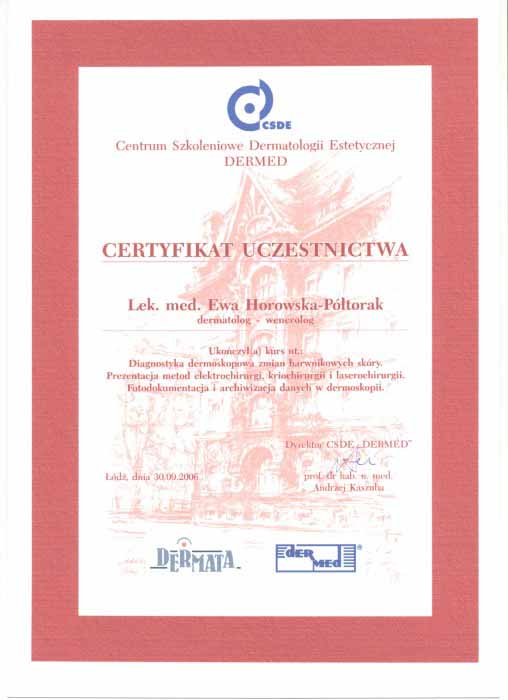 CSDE
Centrum Szkoleniowe Dermatologii Estetycznej
DERMED
CERTYFIKAT UCZESTNICTWA
Lek. med. Ewa Horowska-Półtorak
dermatolog - wenerolog
Ukończył(a) kurs nt.:
Diagnostyka dermoskopowa zmian barwnikowych skóry.
Prezentacja metod elektrochirurgi, kriochirurgii i laserochirurgii.
Fotodokumentacja i archiwizacja danych w dermoskopii.
Dyrektor CSDE „DERMED"
Łódź, dnia 30.09.2006
prof. dr hab. n. med.
Andrzej Kaszuba
DERMATA
derMED®